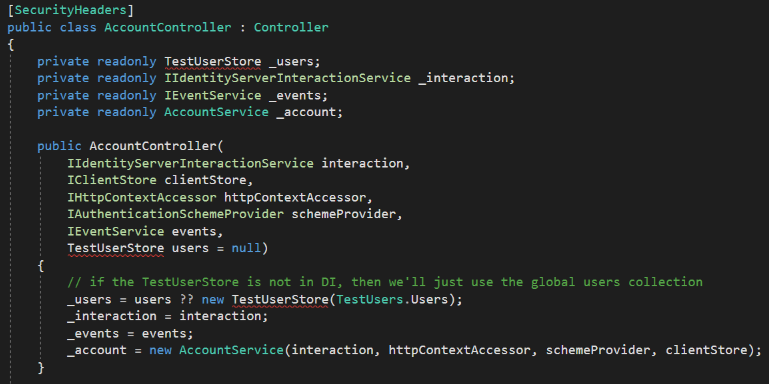 [SecurityHeaders]
public class AccountController : Controller
{
    private readonly TestUserStore _users;
    private readonly IIdentityServerInteractionService _interaction;
    private readonly IEventService _events;
    private readonly AccountService _account;

    public AccountController(
        IIdentityServerInteractionService interaction,
        IClientStore clientStore,
        IHttpContextAccessor httpContextAccessor,
        IAuthenticationSchemeProvider schemeProvider,
        IEventService events,
        TestUserStore users = null)
    {
        // if the TestUserStore is not in DI, then we'll just use the global users collection
        _users = users ?? new TestUserStore(TestUsers.Users);
        _interaction = interaction;
        _events = events;
        _account = new AccountService(interaction, httpContextAccessor, schemeProvider, clientStore);
    }